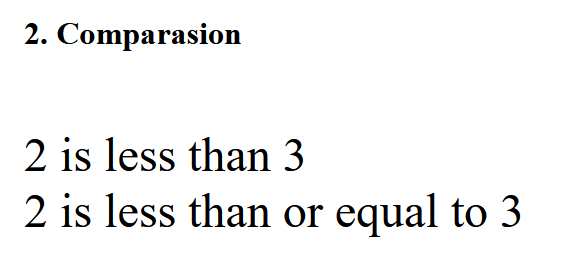 2. Comparasion
2 is less than 3
2 is less than or equal to 3